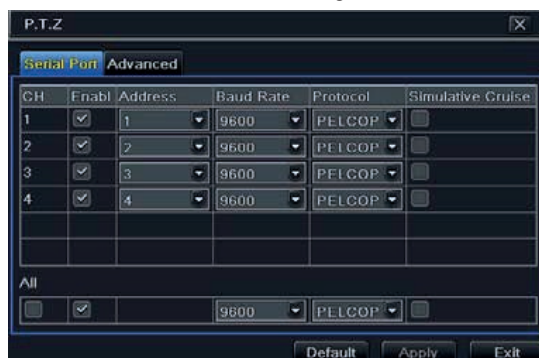 P.T.Z
Serial Port Advanced
CH Enabl Address Baud Rate Protocol Simulative Cruise
1 1 9600 PELCOP
2 2 9600 PELCOP
3 3 9600 PELCOP
4 4 9600 PELCOP
All
9600 PELCOP
Default Apply Exit